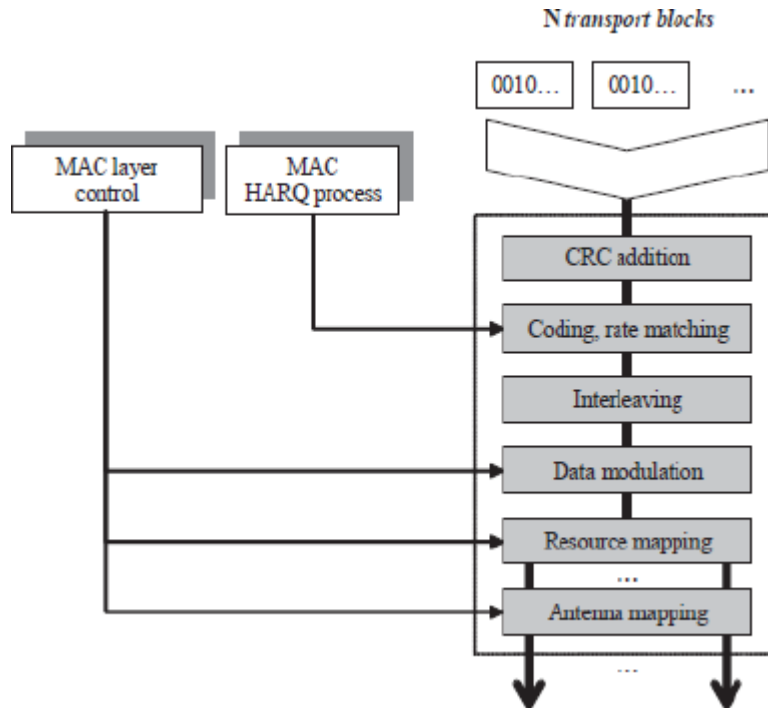 N transport blocks
0010... 0010... ...
MAC layer
control
MAC
HARQ process
CRC addition
Coding, rate matching
Interleaving
Data modulation
Resource mapping
...
Antenna mapping
...